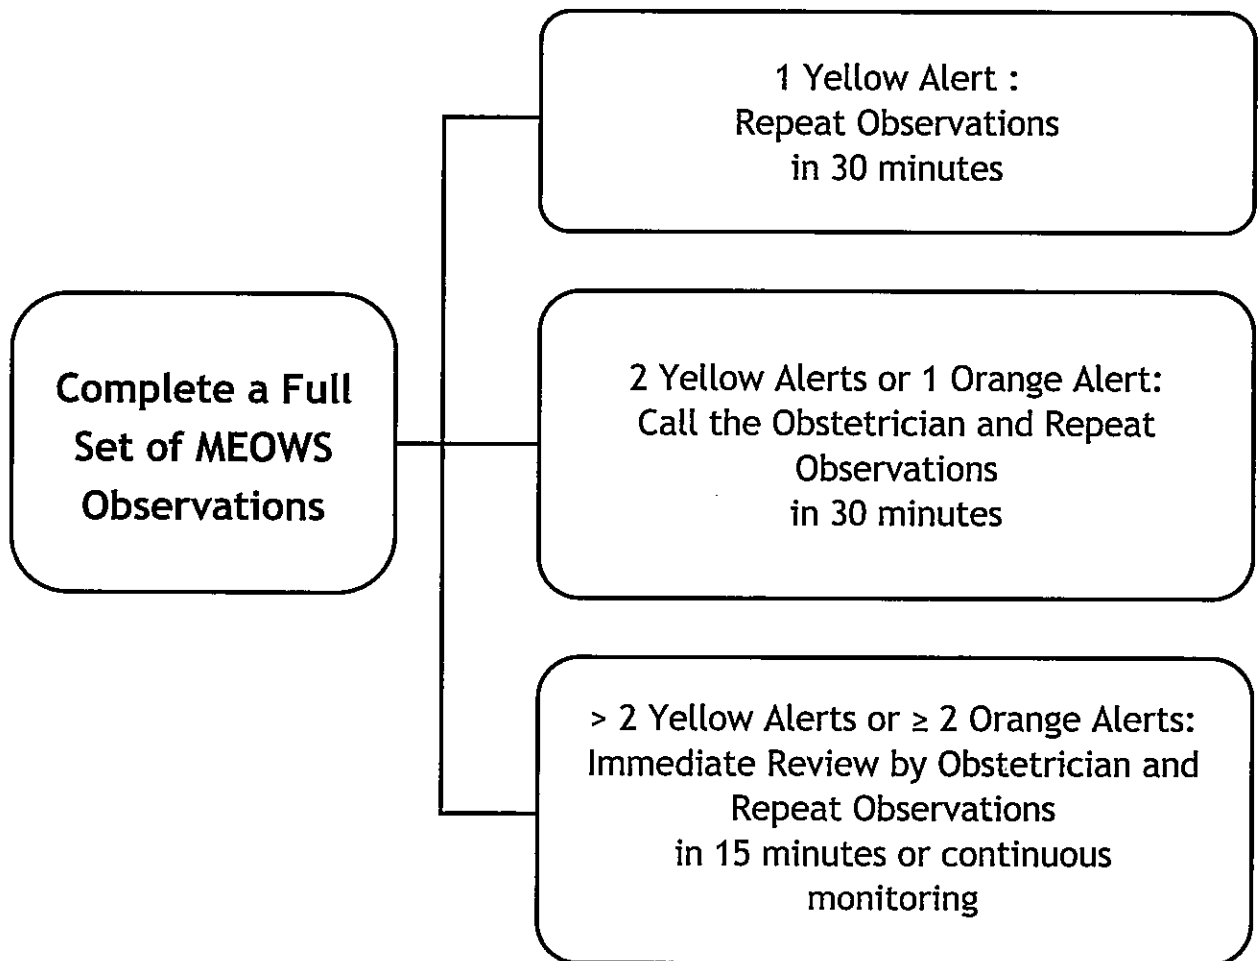 Complete a Full
Set of MEOWS
Observations
1 Yellow Alert :
Repeat Observations
in 30 minutes
2 Yellow Alerts or 1 Orange Alert:
Call the Obstetrician and Repeat
Observations
in 30 minutes
> 2 Yellow Alerts or ≥ 2 Orange Alerts:
Immediate Review by Obstetrician and
Repeat Observations
in 15 minutes or continuous
monitoring